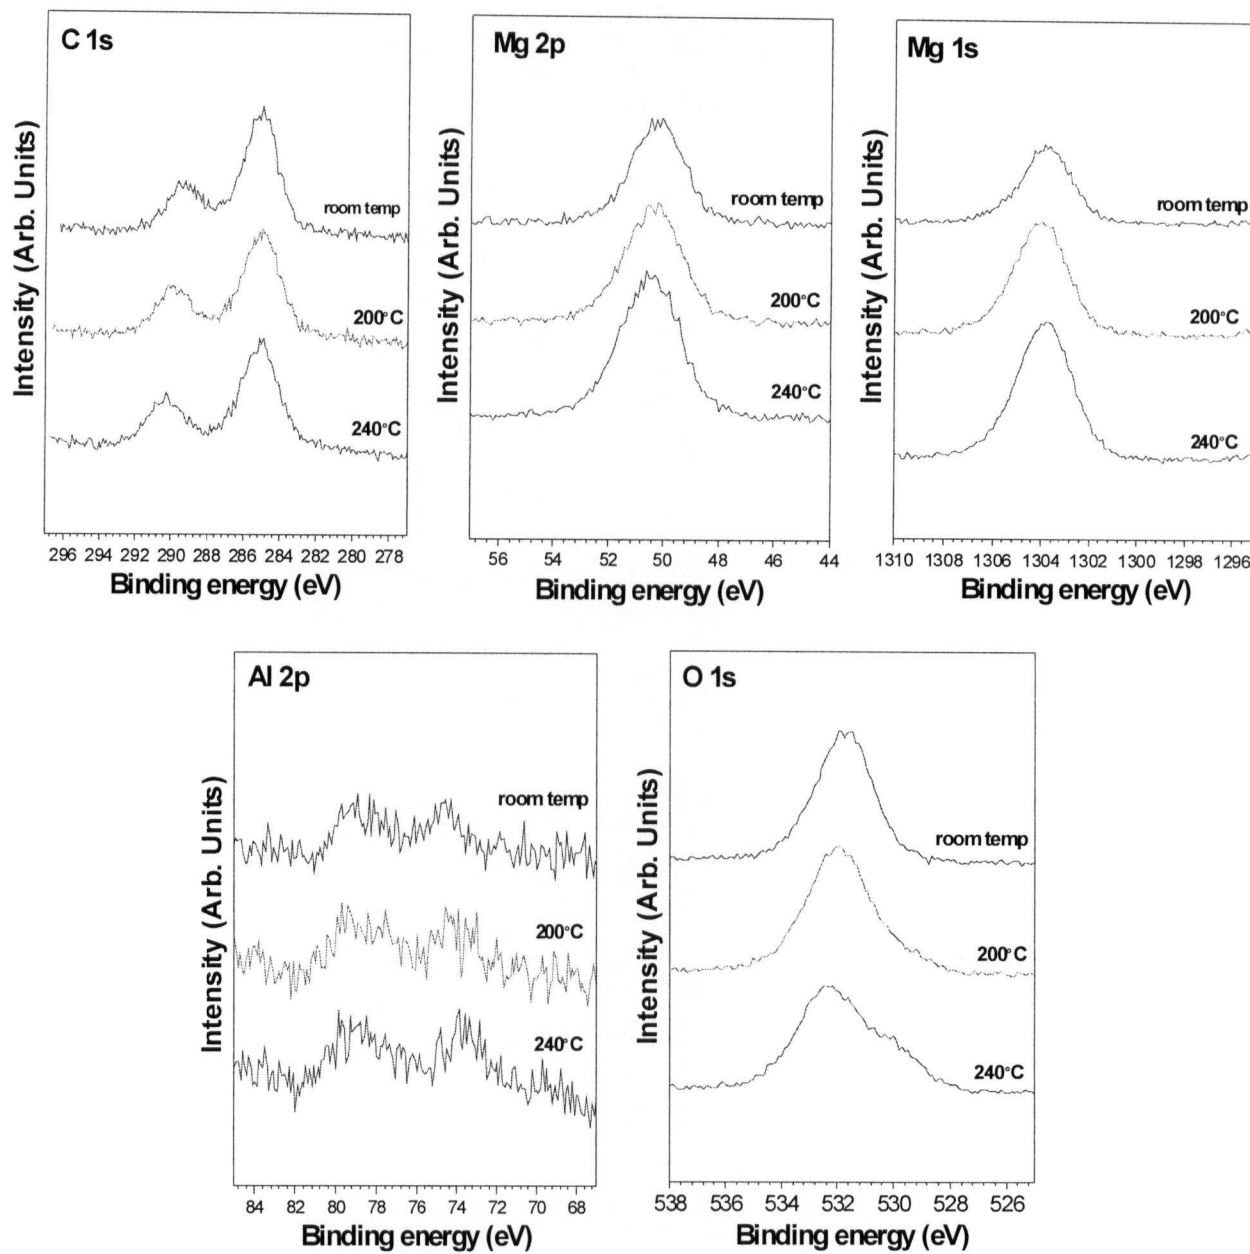 C 1s
Intensity (Arb. Units)
room temp
200°C
240°C
296 294 292 290 288 286 284 282 280 278
Binding energy (eV)
Mg 2p
Intensity (Arb. Units)
room temp
200°C
240°C
56 54 52 50 48 46 44
Binding energy (eV)
Mg 1s
Intensity (Arb. Units)
room temp
200°C
240°C
1310 1306 1304 1302 1300 1298 1296
Binding energy (eV)
Al 2p
Intensity (Arb. Units)
room temp
200°C
240°C
84 82 80 78 76 74 72 70 68
Binding energy (eV)
O 1s
Intensity (Arb. Units)
room temp
200°C
240°C
538 534 532 530 528 526
Binding energy (eV)